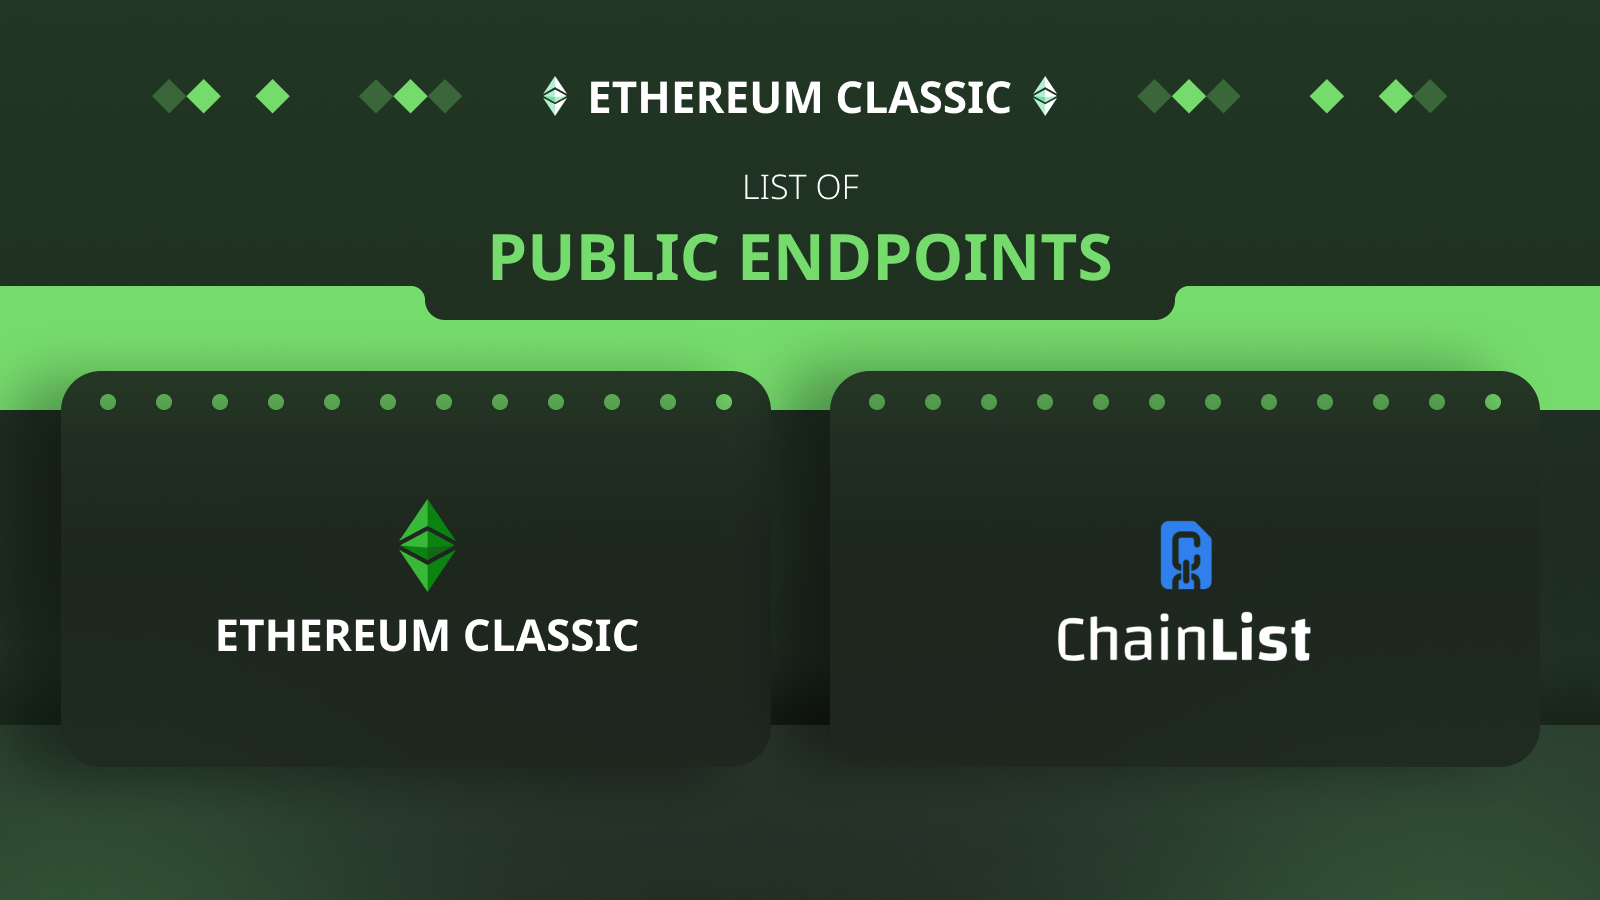 ETHEREUM CLASSIC
LIST OF
PUBLIC ENDPOINTS
ETHEREUM CLASSIC
ChainList